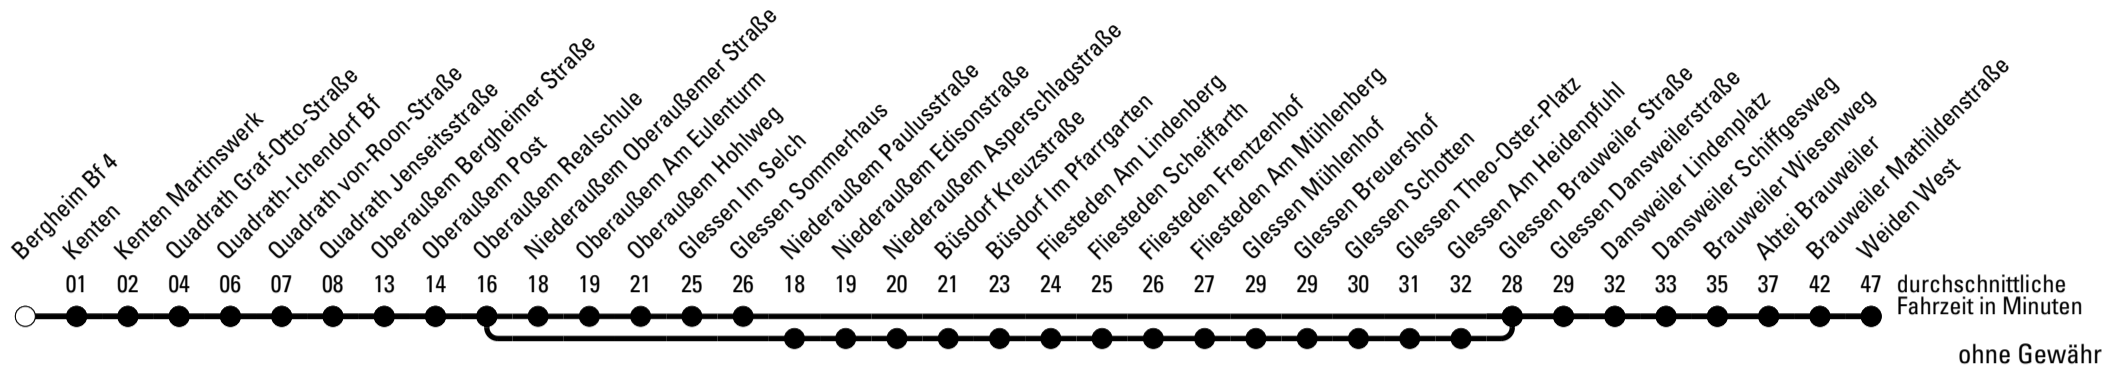 Bergheim Bf 4
Kenten
Kenten Martinswerk
Quadrath Graf-Otto-Straße
Quadrath-Ichendorf Bf
Quadrath von-Roon-Straße
Quadrath Jenseitsstraße
Oberaußem Bergheimer Straße
Oberaußem Post
Oberaußem Realschule
Niederaußem Oberaußemer Straße
Oberaußem Am Eulenturm
Oberaußem Hohlweg
Glessen Im Selch
Glessen Sommerhaus
Niederaußem Paulusstraße
Niederaußem Edisonstraße
Niederaußem Asperschlagstraße
Büsdorf Kreuzstraße
Büsdorf Im Pfarrgarten
Fliesteden Am Lindenberg
Fliesteden Scheiffarth
Fliesteden Frentzenhof
Fliesteden Am Mühlenberg
Glessen Mühlenhof
Glessen Breuershof
Glessen Schotten
Glessen Theo-Oster-Platz
Glessen Am Heidenpfuhl
Glessen Brauweiler Straße
Glessen Dansweilerstraße
Dansweiler Lindenplatz
Dansweiler Schiffgesweg
Brauweiler Wiesenweg
Abtei Brauweiler
Brauweiler Mathildenstraße
Weiden West
01 02 04 06 07 08 13 14 16 18 19 21 25 26 18 19 20 21 23 24 25 26 27 29 29 30 31 32 28 29 32 33 35 37 42 47 durchschnittliche
Fahrzeit in Minuten
ohne Gewähr